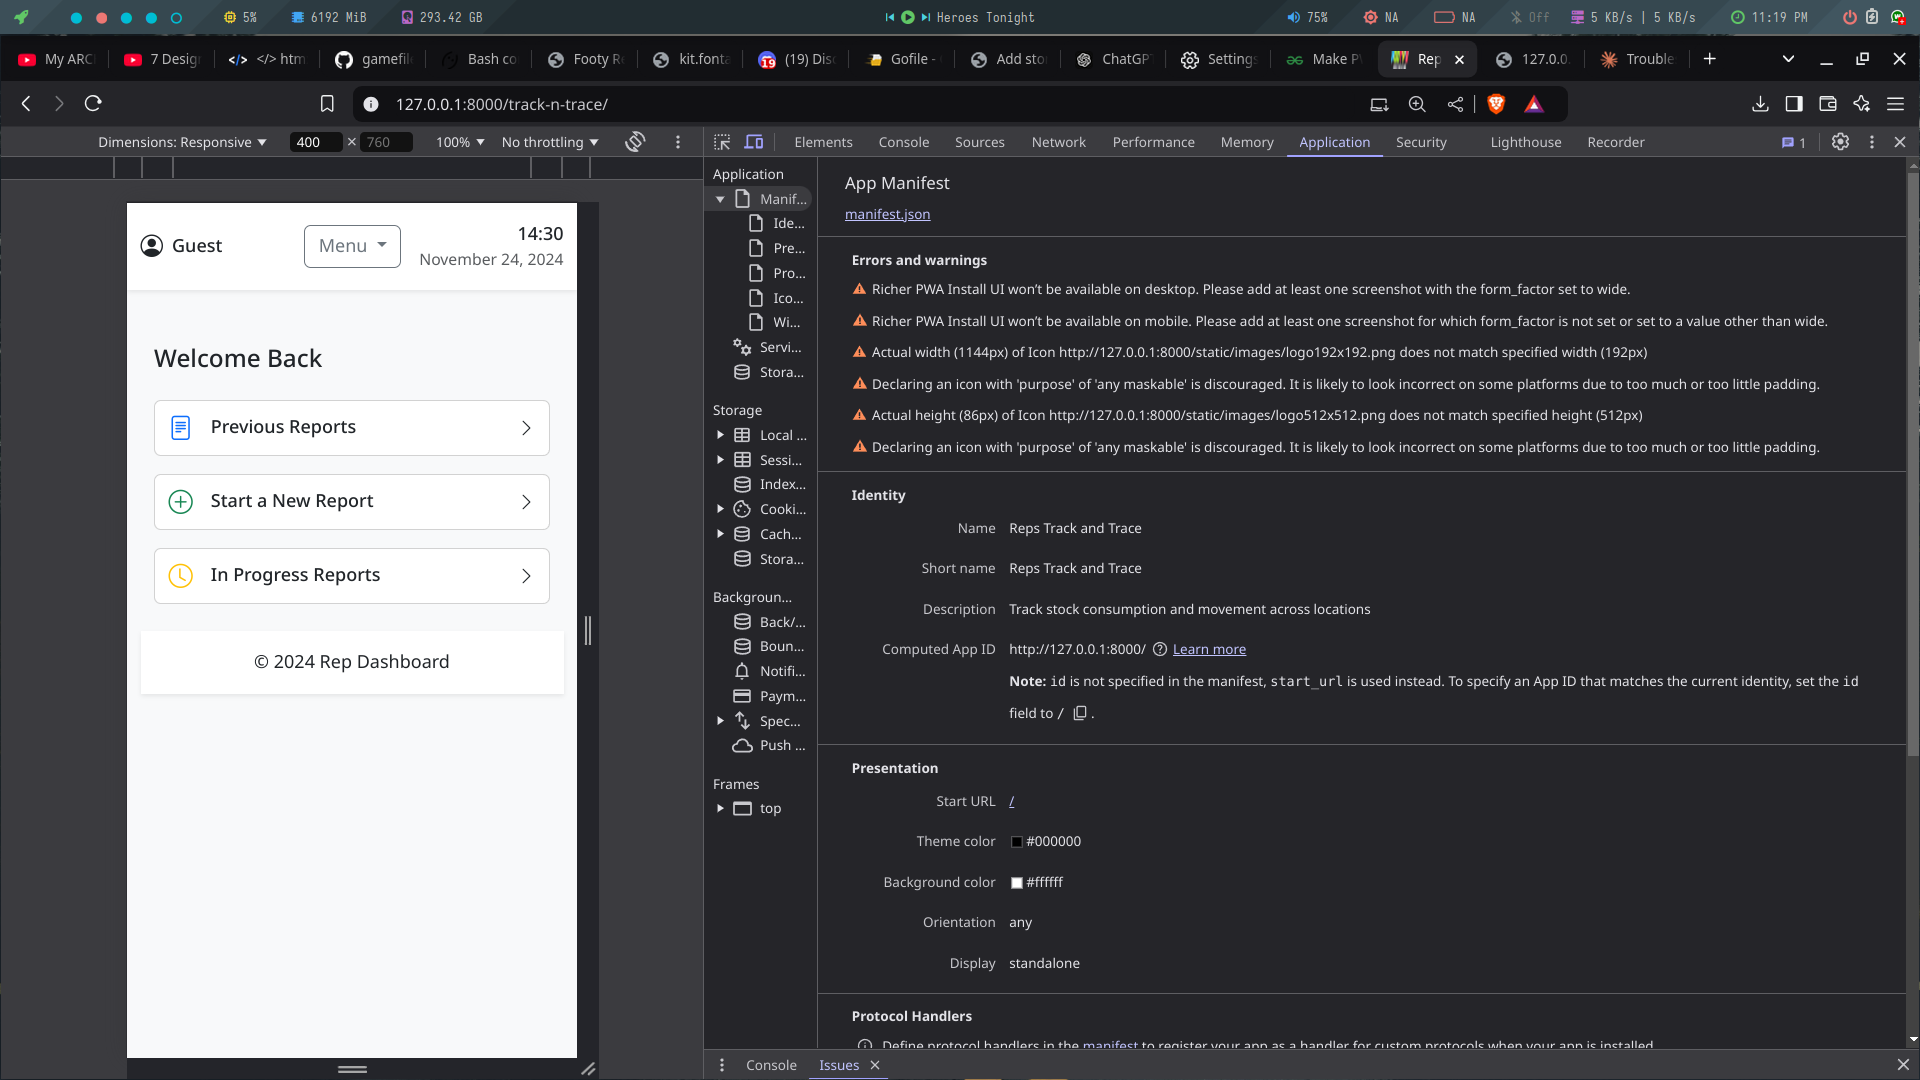 5%
6192 MiB
293.42 GB
Heroes Tonight
75%
NA
NA
Off
5 KB/s | 5 KB/s
11:19 PM
My ARC
7 Desig
</> htm
gamefil
Bash co
Footy R
kit.fonta
(19) Dis
Gofile -
Add sto
ChatGP
Settings
Make P
Rep
127.0.0.
Trouble
127.0.0.1:8000/track-n-trace/
Dimensions: Responsive
400 × 760
100%
No throttling
Elements
Console
Sources
Network
Performance
Memory
Application
Security
Lighthouse
Recorder
1
Guest
Menu
14:30
November 24, 2024
Welcome Back
Previous Reports
Start a New Report
In Progress Reports
© 2024 Rep Dashboard
Application
Manif...
Ide...
Pre...
Pro...
Ico...
Wi...
Servi...
Stora...
Storage
Local ...
Sessi...
Index...
Cooki...
Cach...
Stora...
Backgroun...
Back/...
Boun...
Notifi...
Paym...
Spec...
Push ...
Frames
top
App Manifest
manifest.json
Errors and warnings
Richer PWA Install UI won’t be available on desktop. Please add at least one screenshot with the form_factor set to wide.
Richer PWA Install UI won’t be available on mobile. Please add at least one screenshot for which form_factor is not set or set to a value other than wide.
Actual width (1144px) of Icon http://127.0.0.1:8000/static/images/logo192x192.png does not match specified width (192px)
Declaring an icon with 'purpose' of 'any maskable' is discouraged. It is likely to look incorrect on some platforms due to too much or too little padding.
Actual height (86px) of Icon http://127.0.0.1:8000/static/images/logo512x512.png does not match specified height (512px)
Declaring an icon with 'purpose' of 'any maskable' is discouraged. It is likely to look incorrect on some platforms due to too much or too little padding.
Identity
Name Reps Track and Trace
Short name Reps Track and Trace
Description Track stock consumption and movement across locations
Computed App ID http://127.0.0.1:8000/ Learn more
Note: id is not specified in the manifest, start_url is used instead. To specify an App ID that matches the current identity, set the id
field to / .
Presentation
Start URL /
Theme color #000000
Background color #ffffff
Orientation any
Display standalone
Protocol Handlers
Define protocol handlers in the manifest to register your app as a handler for custom protocols when your app is installed.
Console
Issues